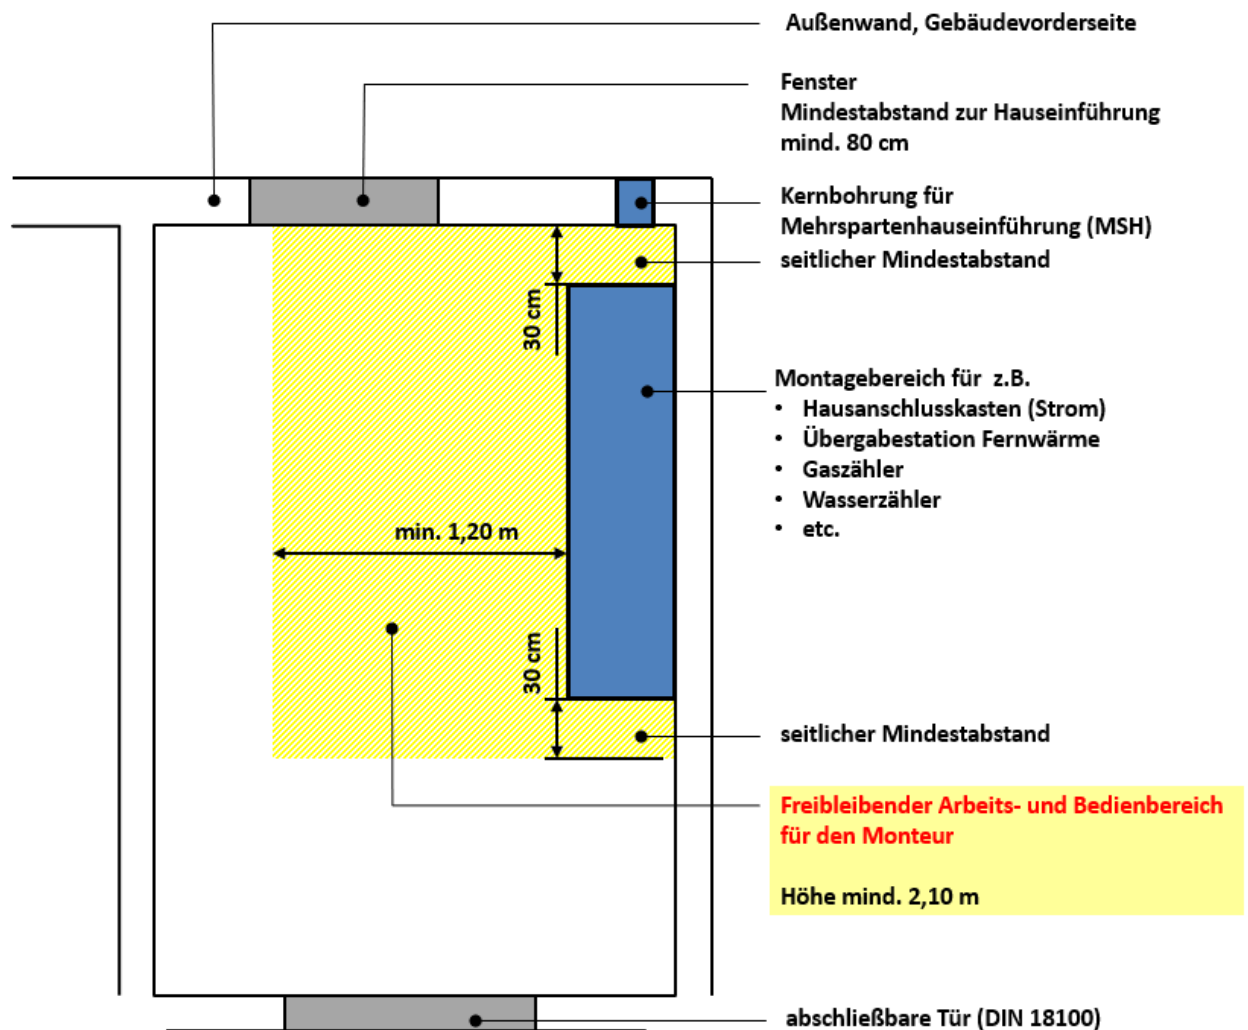 Außenwand, Gebäudevorderseite
Fenster
Mindestabstand zur Hauseinführung
mind. 80 cm
Kernbohrung für
Mehrspartenhauseinführung (MSH)
seitlicher Mindestabstand
30 cm
Montagebereich für z.B.
• Hausanschlusskasten (Strom)
• Übergabestation Fernwärme
• Gaszähler
• Wasserzähler
• etc.
min. 1,20 m
30 cm
seitlicher Mindestabstand
Freibleibender Arbeits- und Bedienbereich
für den Monteur
Höhe mind. 2,10 m
abschließbare Tür (DIN 18100)